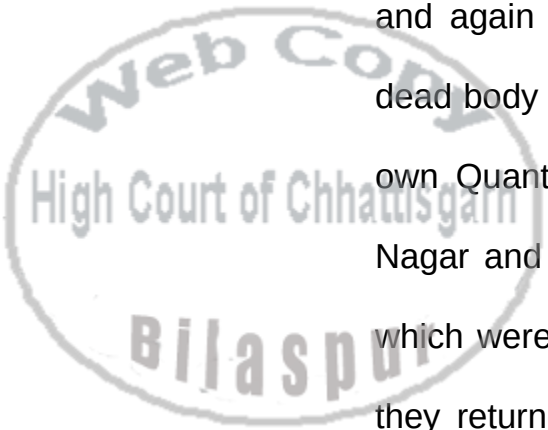 and again
Web Copy
dead body
own Quant
High Court of Chhattisgarh
Nagar and
Bilaspur
which were
they return